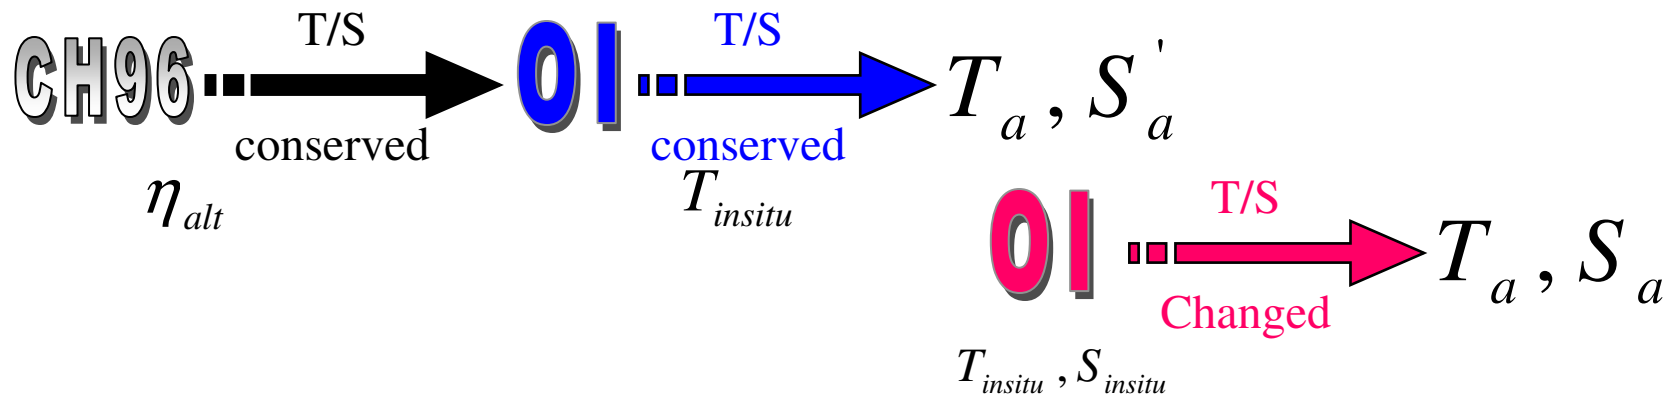 T/S T/S
CH96 OI T_a , S'_a
conserved conserved
η_alt T_insitu
T/S
OI T_a , S_a
Changed
T_insitu , S_insitu